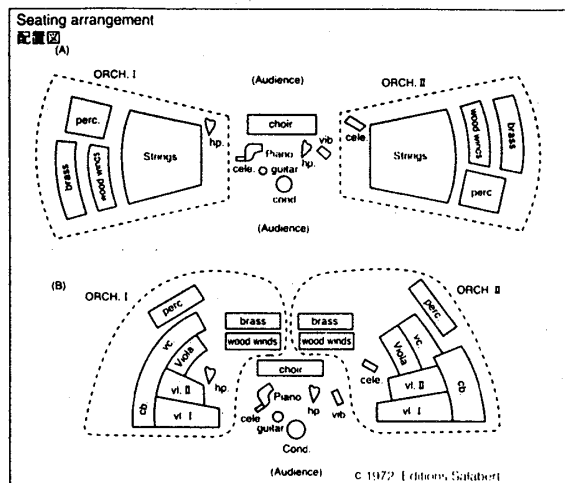 Seating arrangement
配置図
(A)
ORCH. I
(Audience)
ORCH. II
perc.
brass
wood winds
Strings
hp.
choir
vib
cele.
Piano
hp.
guitar
cond
cele.
Strings
wood winds
brass
perc
(Audience)
(B)
ORCH. I
ORCH II
perc.
brass
brass
perc.
wood winds
wood winds
vc.
Viola
hp.
choir
cele.
Viola
vc.
vl. II
cb.
vl. I
Piano
hp
vib
cele
guitar
Cond.
vl. II
vl. I
cb.
(Audience)
c 1972 Editions Salabert